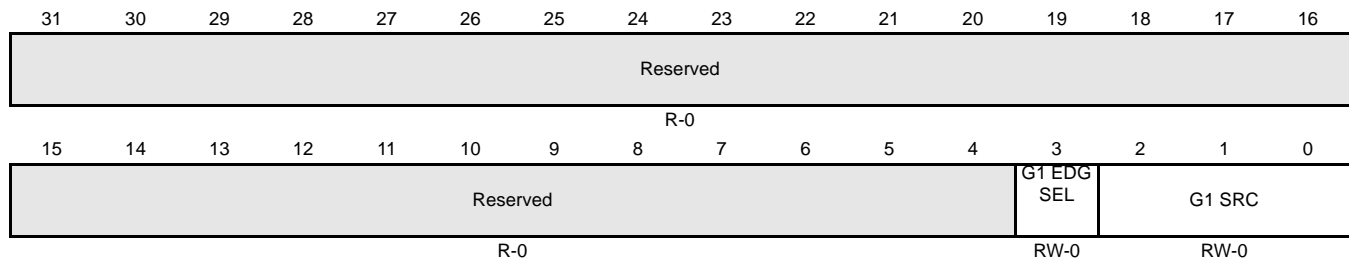 31 30 29 28 27 26 25 24 23 22 21 20 19 18 17 16
Reserved
R-0
15 14 13 12 11 10 9 8 7 6 5 4 3 2 1 0
Reserved G1 EDG SEL G1 SRC
R-0 RW-0 RW-0